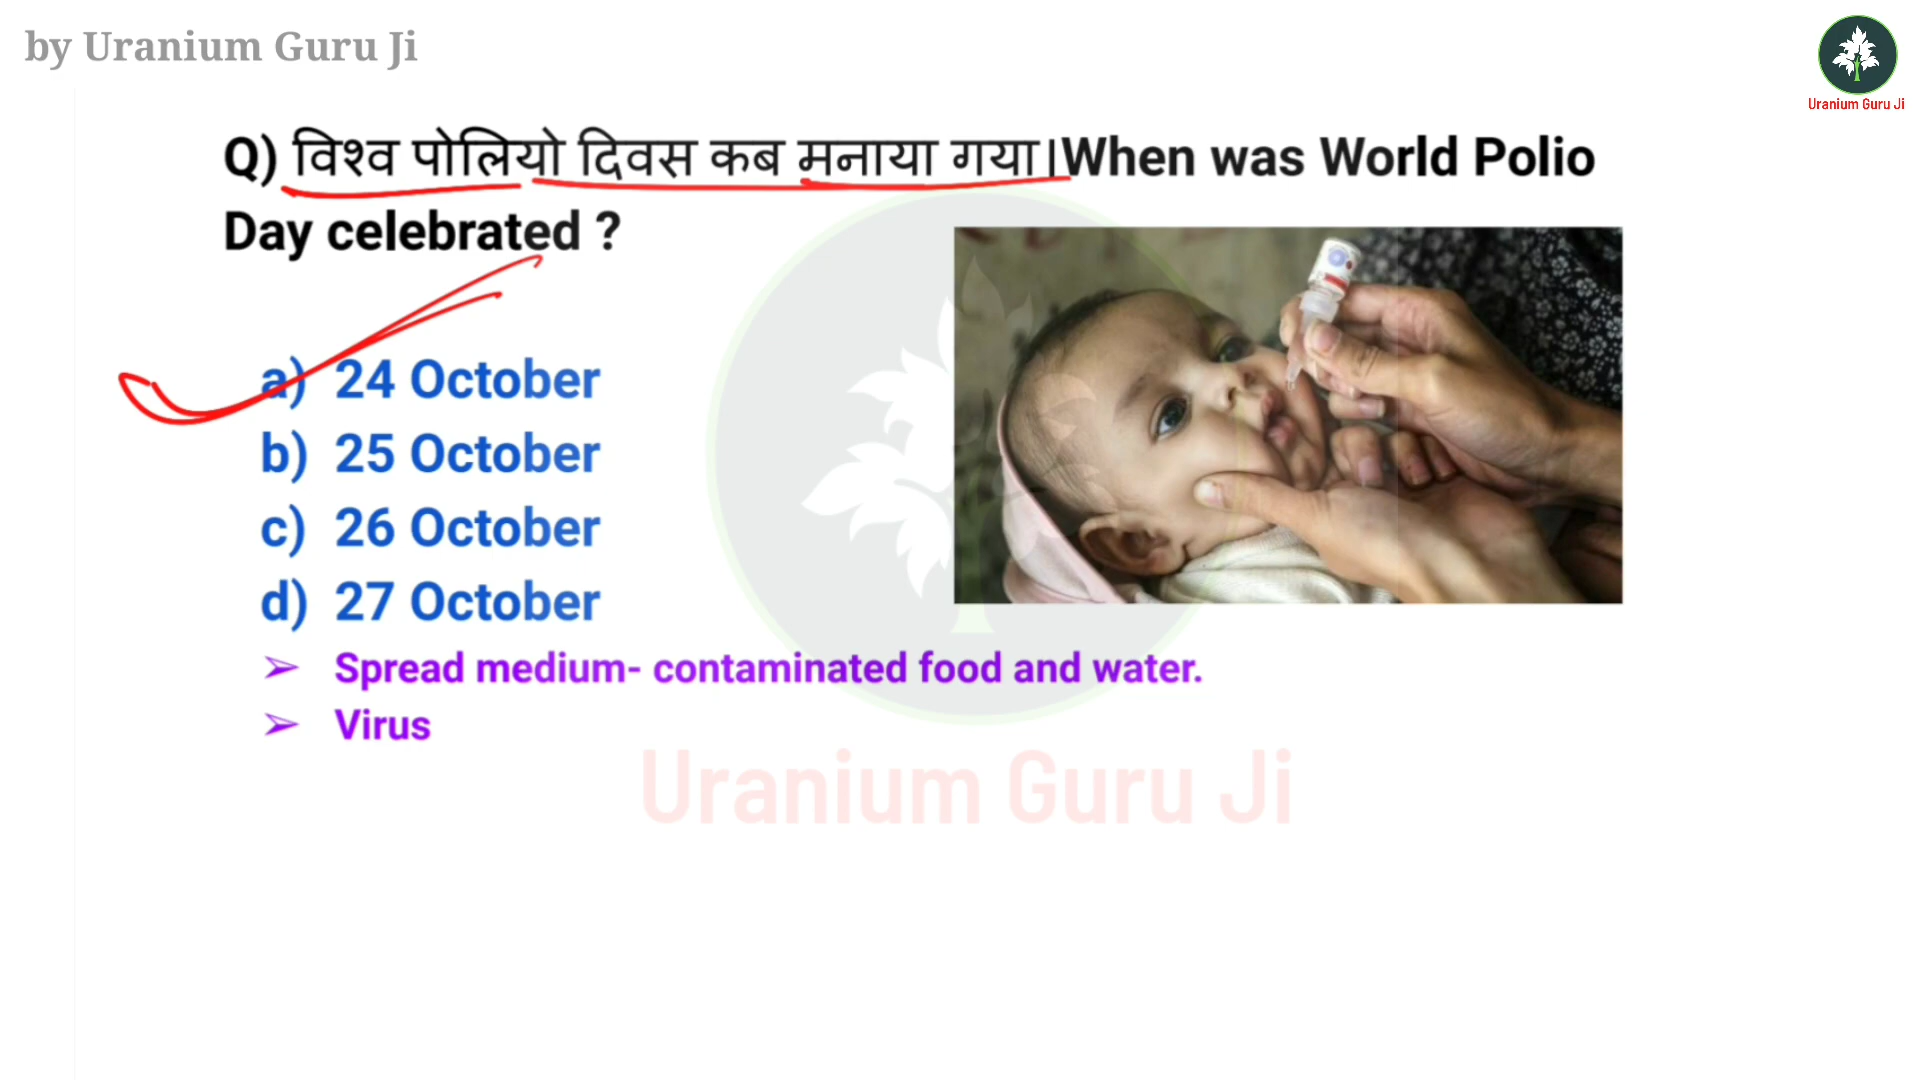 by Uranium Guru Ji
Uranium Guru Ji
Q) विश्व पोलियो दिवस कब मनाया गया।When was World Polio
Day celebrated ?
a) 24 October
b) 25 October
c) 26 October
d) 27 October
➢ Spread medium- contaminated food and water.
➢ Virus
Uranium Guru Ji